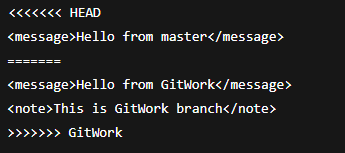 <<<<<<< HEAD
<message>Hello from master</message>
=======
<message>Hello from GitWork</message>
<note>This is GitWork branch</note>
>>>>>>> GitWork